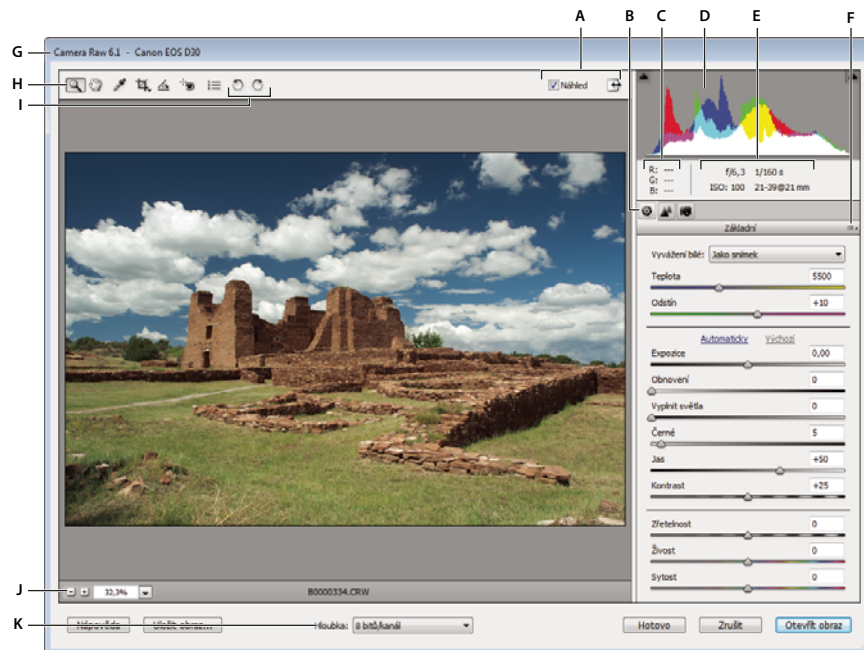 A
B C D E F
G Camera Raw 6.1 - Canon EOS D30
H
Náhled
I
R: ---
G: ---
B: ---
f/6,3 1/160 s
ISO: 100 21-39@21 mm
Základní
Vyvážení bílé: Jako snímek
Teplota 5500
Odstín +10
Automaticky Výchozí
Expozice 0,00
Obnovení 0
Vyplnit světla 0
Černé 5
Jas +50
Kontrast +25
Zřetelnost 0
Živost 0
Sytost 0
J 32,3% B0000334.CRW
K Nápověda Uložit obraz... Hloubka: 8 bitů/kanál Hotovo Zrušit Otevřít obraz